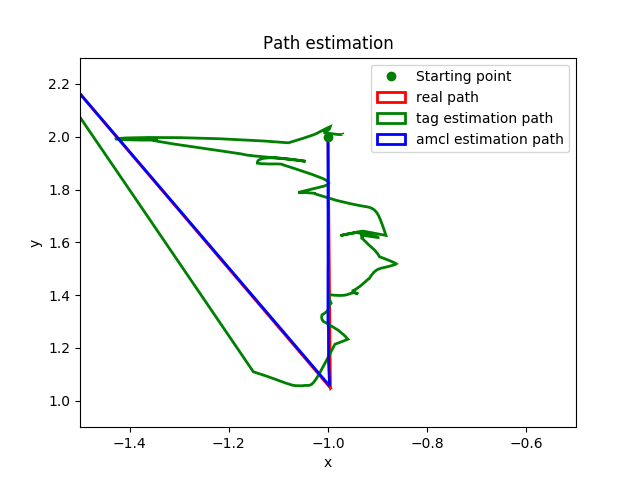 Path estimation
Starting point
real path
tag estimation path
amcl estimation path
2.2
2.0
1.8
1.6
1.4
1.2
1.0
y
−1.4
−1.2
−1.0
−0.8
−0.6
x